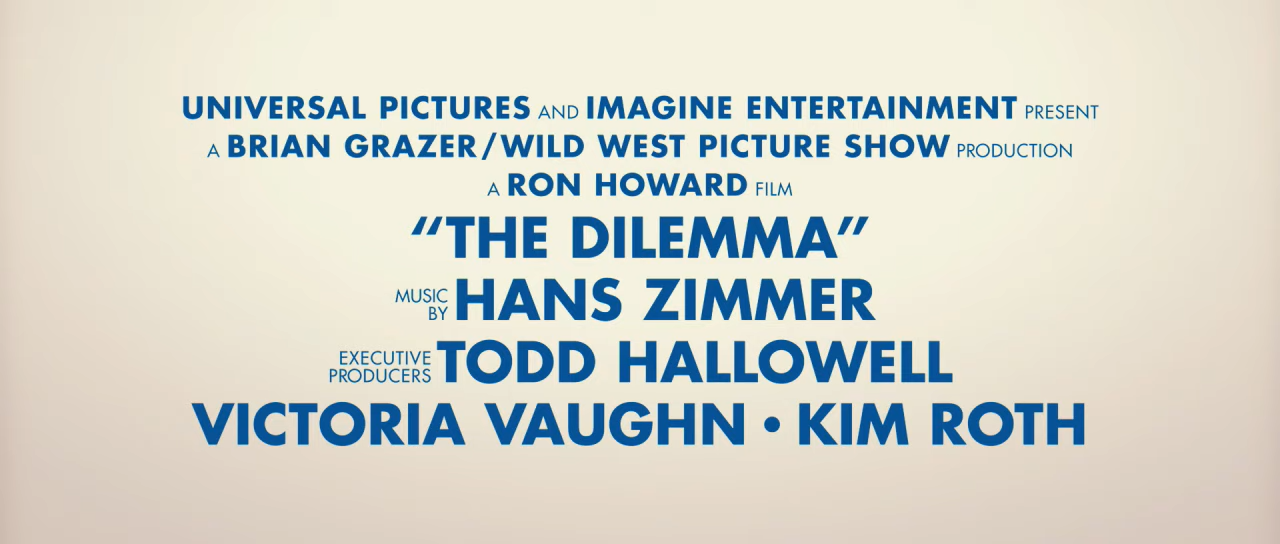 UNIVERSAL PICTURES AND IMAGINE ENTERTAINMENT PRESENT
A BRIAN GRAZER/WILD WEST PICTURE SHOW PRODUCTION
A RON HOWARD FILM
“THE DILEMMA”
MUSIC BY HANS ZIMMER
EXECUTIVE PRODUCERS TODD HALLOWELL
VICTORIA VAUGHN • KIM ROTH